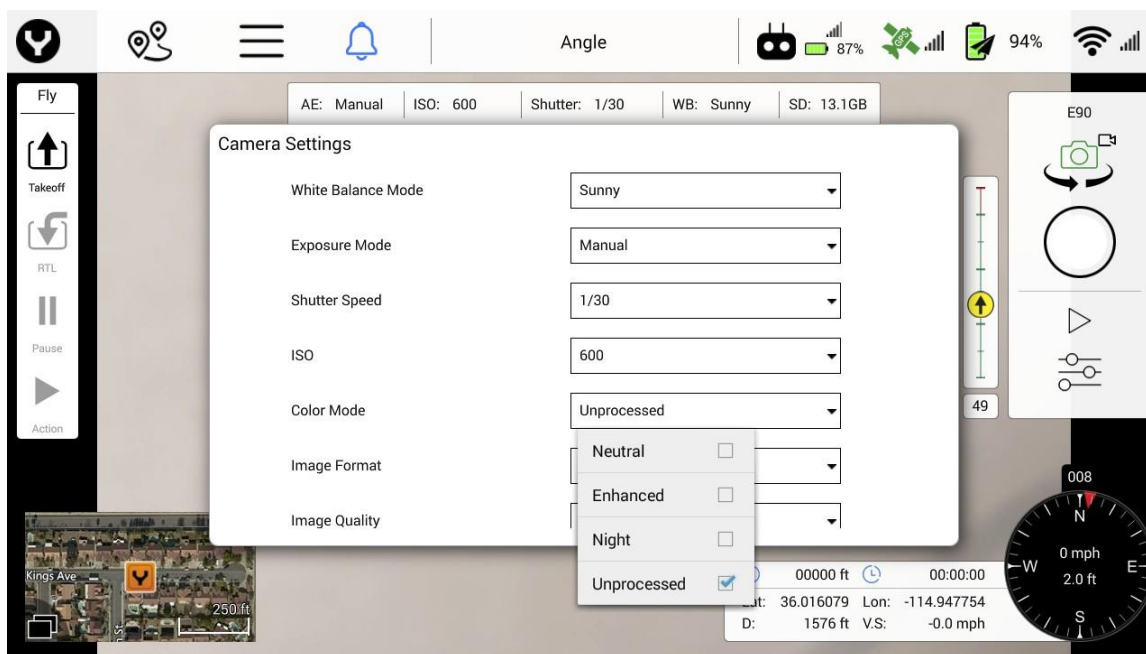 Angle
87%
GPS
94%
Fly
AE: Manual ISO: 600 Shutter: 1/30 WB: Sunny SD: 13.1GB
E90
Camera Settings
Takeoff
White Balance Mode Sunny
Exposure Mode Manual
RTL
Shutter Speed 1/30
Pause
ISO 600
Color Mode Unprocessed
49
Action
Neutral
Image Format
Enhanced
Image Quality
Night
Unprocessed
008
N
W
E
S
0 mph
2.0 ft
Kings Ave
250 ft
00000 ft 00:00:00
36.016079 Lon: -114.947754
D: 1576 ft V.S: -0.0 mph